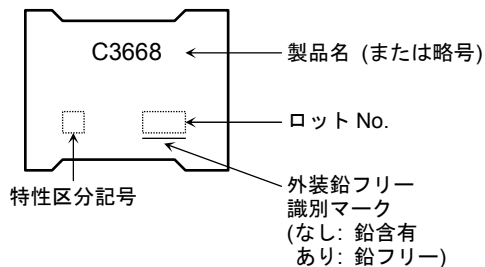 C3668
製品名 (または略号)
ロット No.
特性区分記号
外装鉛フリー
識別マーク
(なし: 鉛含有
あり: 鉛フリー)